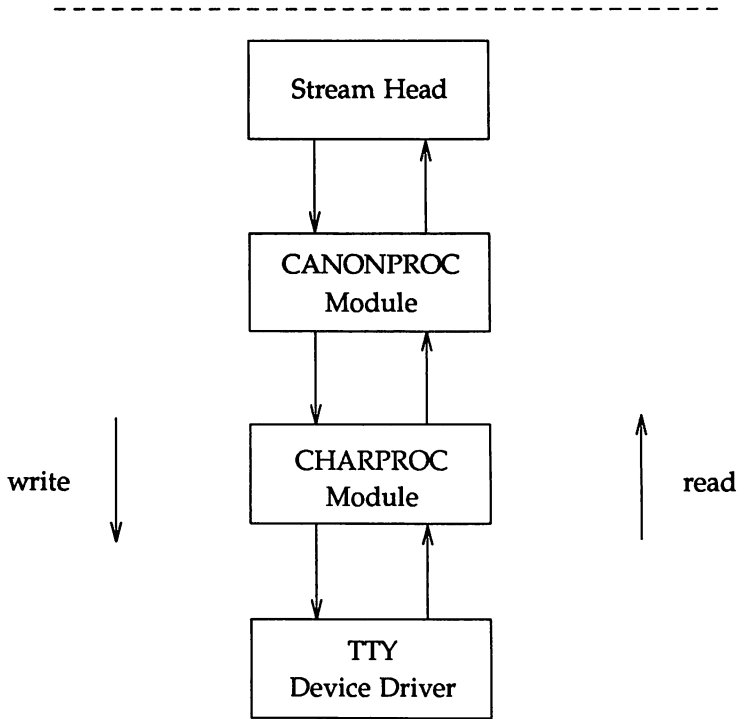 Stream Head
CANONPROC
Module
CHARPROC
Module
write
read
TTY
Device Driver